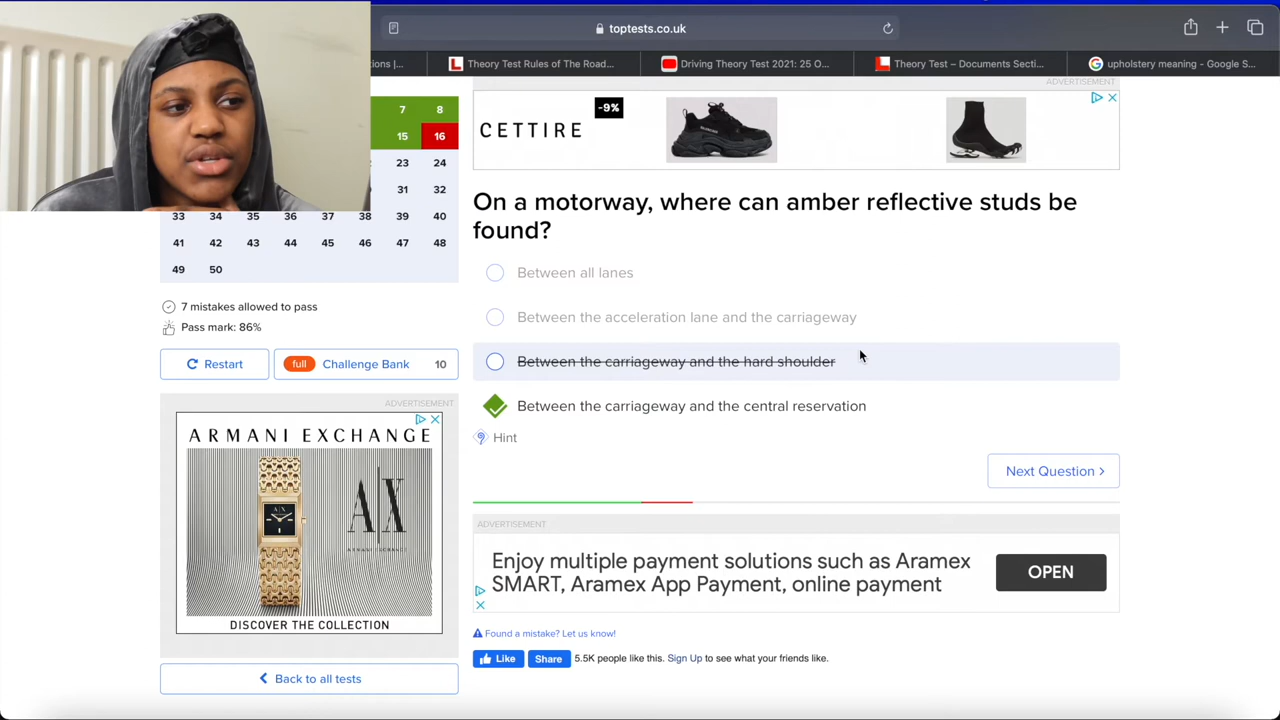 toptests.co.uk
ions |...
Theory Test Rules of The Road...
Driving Theory Test 2021: 25 O...
Theory Test – Documents Secti...
upholstery meaning - Google S...
ADVERTISEMENT
CETTIRE
-9%
7 8
15 16
23 24
31 32
33 34 35 36 37 38 39 40
41 42 43 44 45 46 47 48
49 50
7 mistakes allowed to pass
Pass mark: 86%
Restart
full Challenge Bank 10
ADVERTISEMENT
ARMANI EXCHANGE
A|X
DISCOVER THE COLLECTION
Back to all tests
On a motorway, where can amber reflective studs be
found?
Between all lanes
Between the acceleration lane and the carriageway
Between the carriageway and the hard shoulder
Between the carriageway and the central reservation
Hint
Next Question
ADVERTISEMENT
Enjoy multiple payment solutions such as Aramex
SMART, Aramex App Payment, online payment
OPEN
Found a mistake? Let us know!
Like Share 5.5K people like this. Sign Up to see what your friends like.